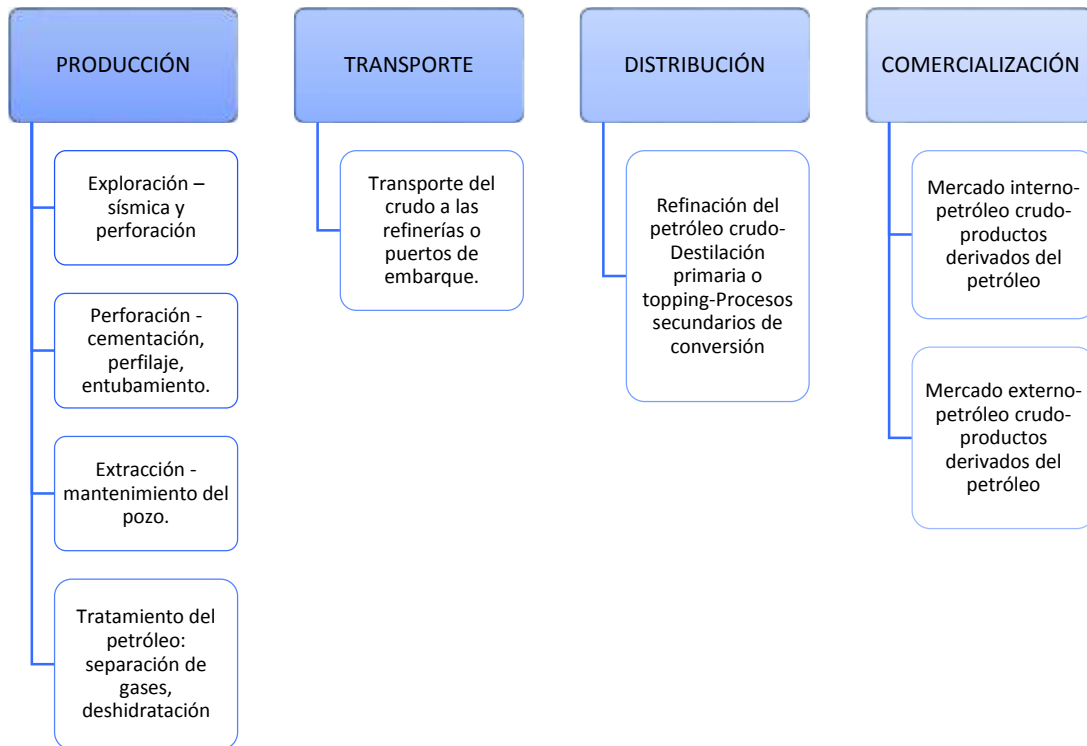 PRODUCCIÓN
Exploración –
sísmica y
perforación
Perforación -
cementación,
perfilaje,
entubamiento.
Extracción -
mantenimiento del
pozo.
Tratamiento del
petróleo:
separación de
gases,
deshidratación
TRANSPORTE
Transporte del
crudo a las
refinerías o
puertos de
embarque.
DISTRIBUCIÓN
Refinación del
petróleo crudo-
Destilación
primaria o
topping-Procesos
secundarios de
conversión
COMERCIALIZACIÓN
Mercado interno-
petróleo crudo-
productos
derivados del
petróleo
Mercado externo-
petróleo crudo-
productos
derivados del
petróleo